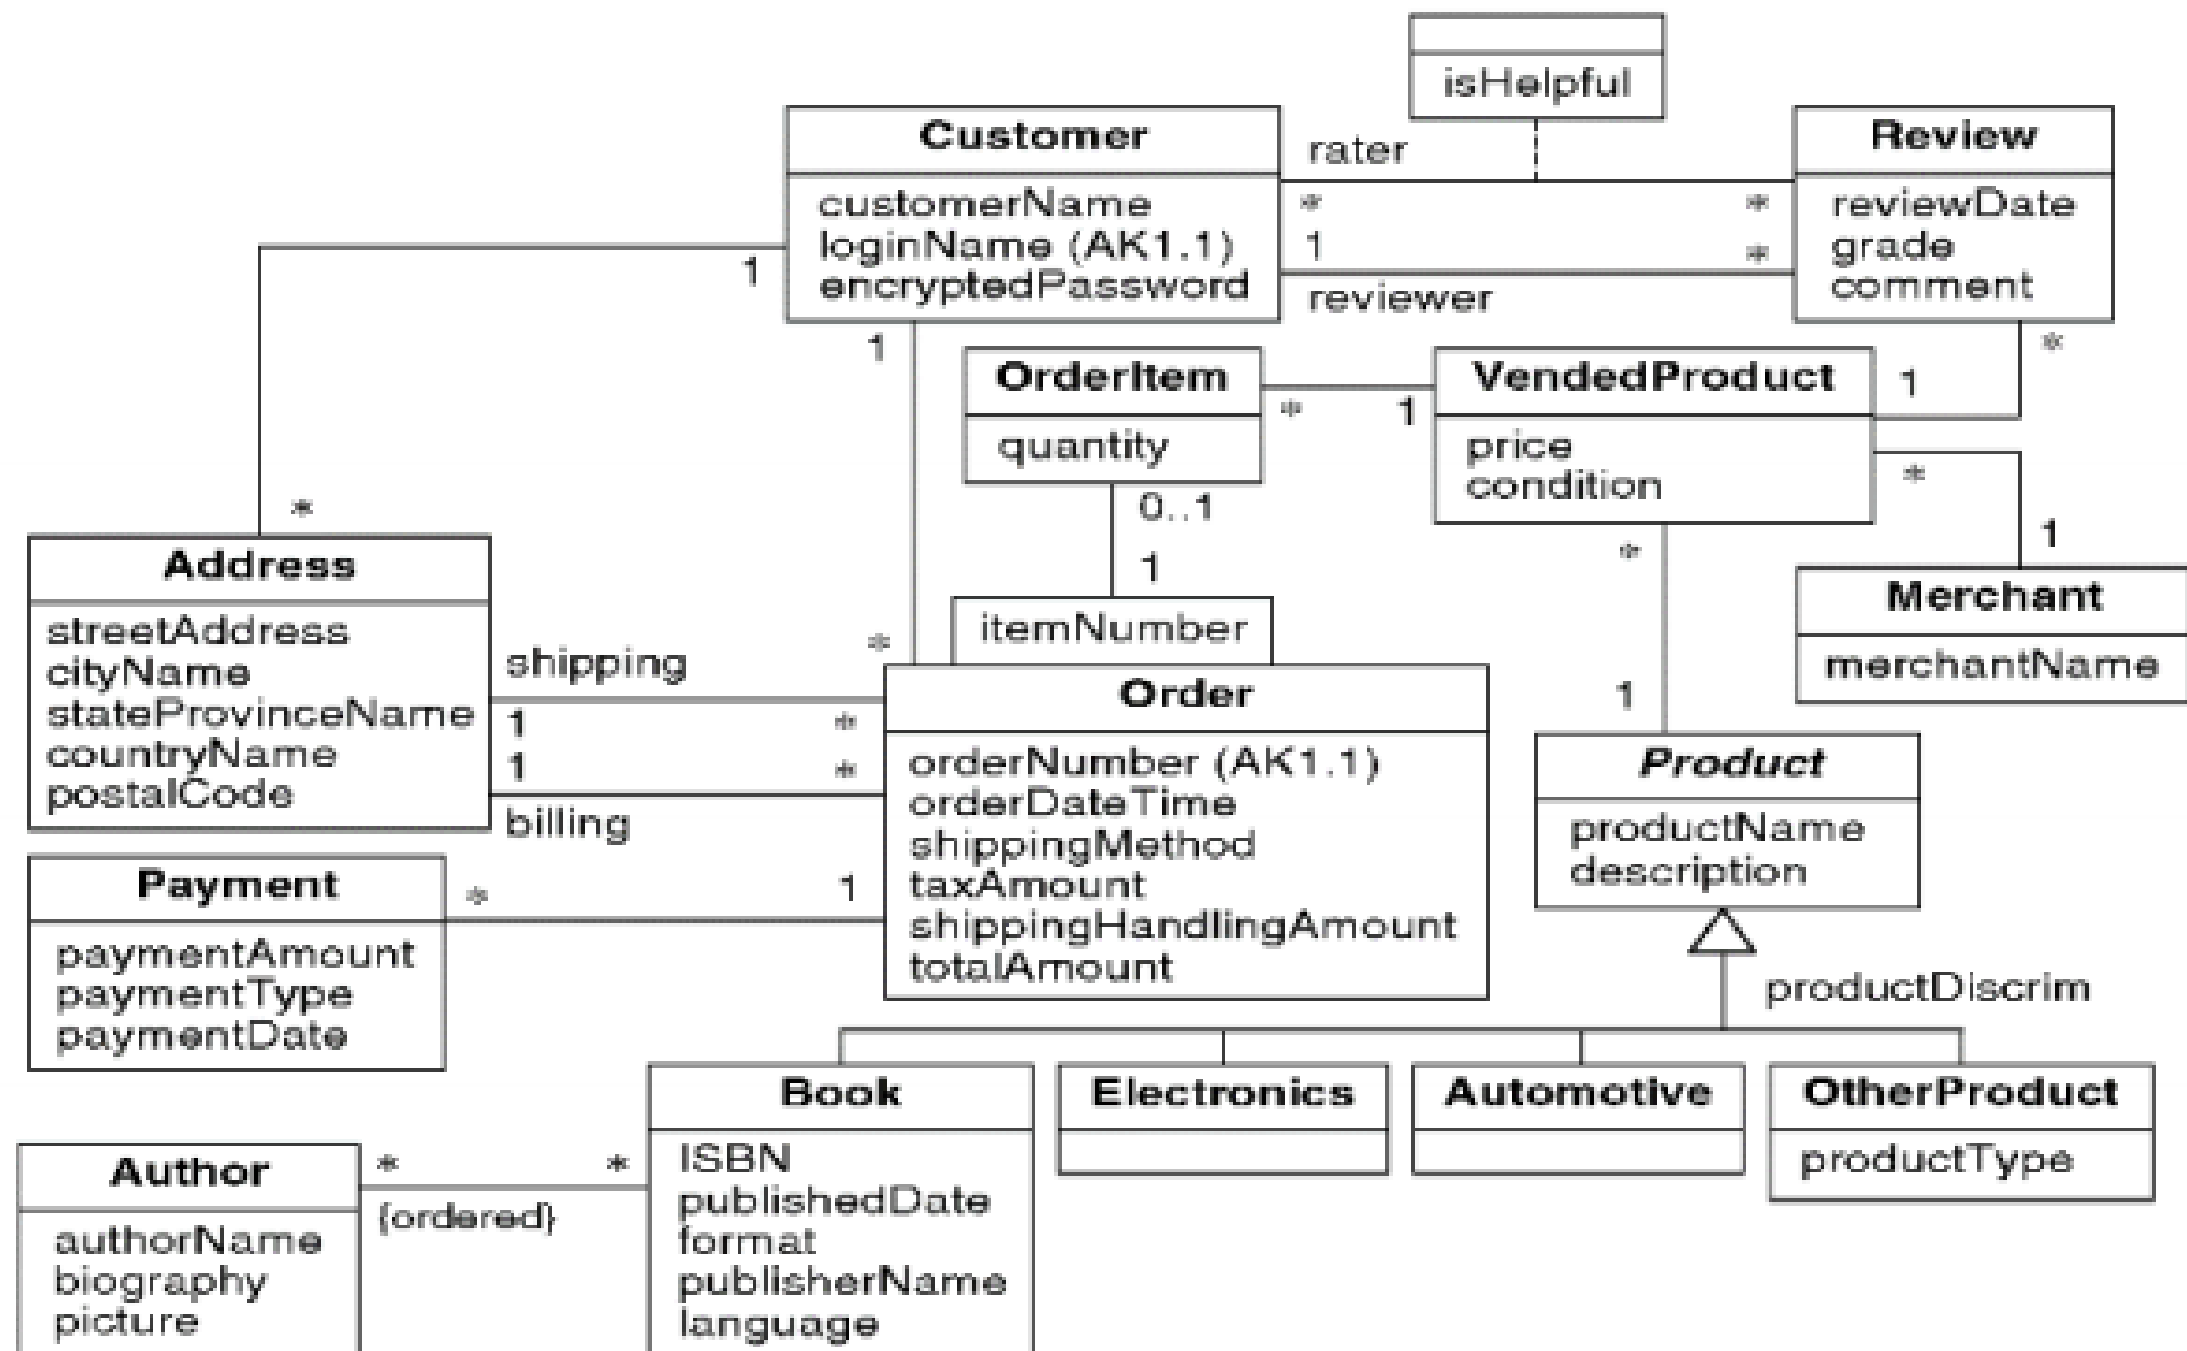 isHelpful
Customer
customerName
loginName (AK1.1)
encryptedPassword
rater
*
*
1
*
reviewer
Review
reviewDate
grade
comment
1
*
1
*
OrderItem
quantity
*
1
VendedProduct
price
condition
1
*
*
1
0..1
1
*
1
Merchant
merchantName
Address
streetAddress
cityName
stateProvinceName
countryName
postalCode
shipping
1
*
1
*
billing
*
itemNumber
Order
orderNumber (AK1.1)
orderDateTime
shippingMethod
taxAmount
shippingHandlingAmount
totalAmount
Product
productName
description
productDiscrim
Payment
paymentAmount
paymentType
paymentDate
*
1
Author
authorName
biography
picture
*
*
{ordered}
Book
ISBN
publishedDate
format
publisherName
language
Electronics
Automotive
OtherProduct
productType